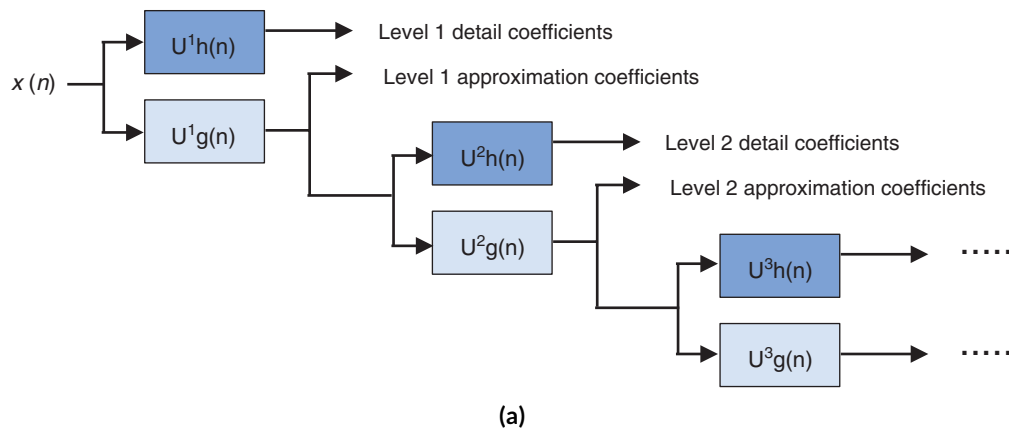 U¹h(n)
Level 1 detail coefficients
x (n)
Level 1 approximation coefficients
U¹g(n)
U²h(n)
Level 2 detail coefficients
Level 2 approximation coefficients
U²g(n)
U³h(n)
.....
U³g(n)
.....
(a)